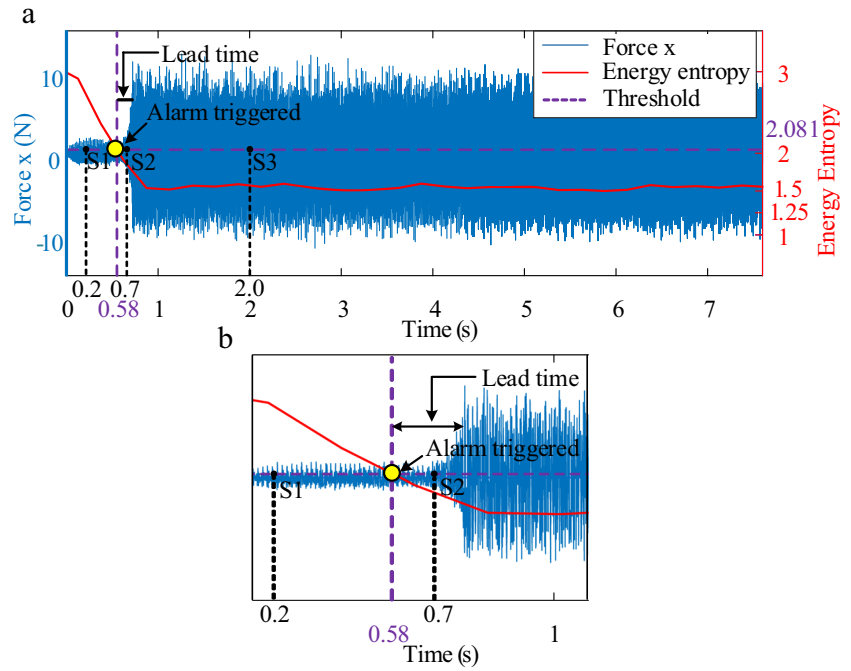 a
Lead time
Alarm triggered
Force x
Energy entropy
Threshold
10
0
-10
Force x (N)
S1
S2
S3
3
2.081
2
1.5
1.25
1
Energy Entropy
0.2
0.7
2.0
0
0.58
1
2
3
4
5
6
7
Time (s)
b
Lead time
Alarm triggered
S1
S2
0.2
0.7
0.58
1
Time (s)